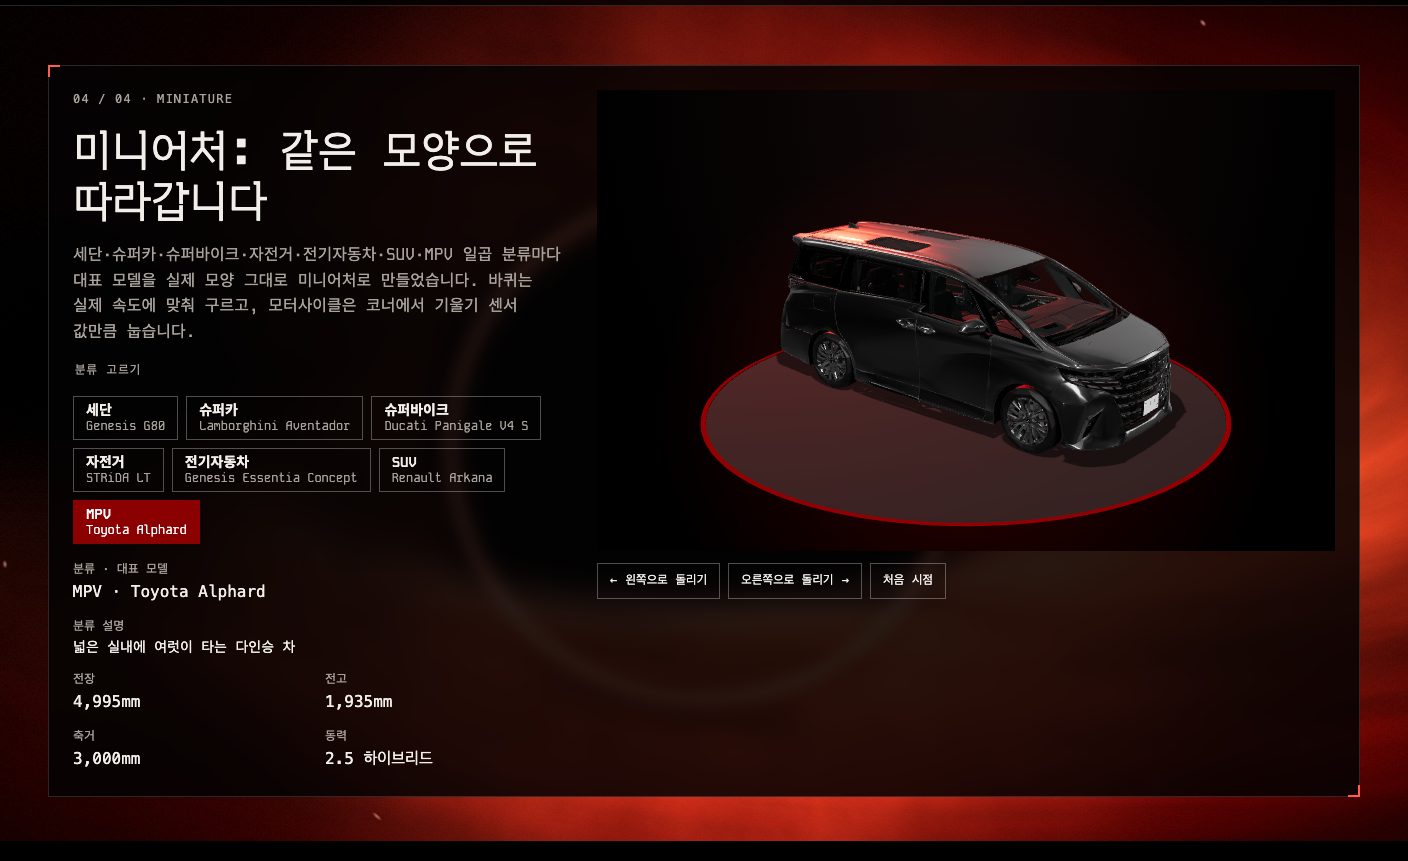 04 / 04 · MINIATURE
미니어처: 같은 모양으로
따라갑니다
세단·슈퍼카·슈퍼바이크·자전거·전기자동차·SUV·MPV 일곱 분류마다
대표 모델을 실제 모양 그대로 미니어처로 만들었습니다. 바퀴는
실제 속도에 맞춰 구르고, 모터사이클은 코너에서 기울기 센서
값만큼 눕습니다.
분류 고르기
세단
Genesis G80
슈퍼카
Lamborghini Aventador
슈퍼바이크
Ducati Panigale V4 S
자전거
STRiDA LT
전기자동차
Genesis Essentia Concept
SUV
Renault Arkana
MPV
Toyota Alphard
분류 · 대표 모델
MPV · Toyota Alphard
분류 설명
넓은 실내에 여럿이 타는 다인승 차
전장
4,995mm
전고
1,935mm
축거
3,000mm
동력
2.5 하이브리드
← 왼쪽으로 돌리기
오른쪽으로 돌리기 →
처음 시점